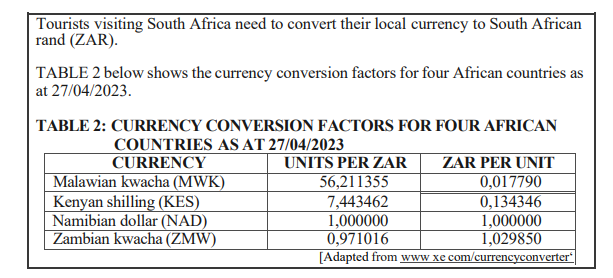 Tourists visiting South Africa need to convert their local currency to South African
rand (ZAR).
TABLE 2 below shows the currency conversion factors for four African countries as
at 27/04/2023.
TABLE 2: CURRENCY CONVERSION FACTORS FOR FOUR AFRICAN
COUNTRIES AS AT 27/04/2023
CURRENCY UNITS PER ZAR ZAR PER UNIT
Malawian kwacha (MWK) 56,211355 0,017790
Kenyan shilling (KES) 7,443462 0,134346
Namibian dollar (NAD) 1,000000 1,000000
Zambian kwacha (ZMW) 0,971016 1,029850
[Adapted from www xe com/currencyconverter‘]